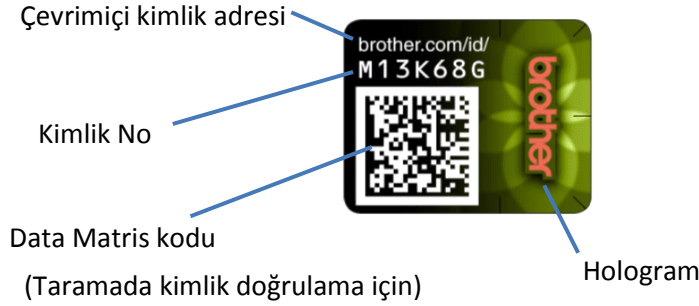 Çevrimiçi kimlik adresi
brother.com/id/
M13K68G
brother
Kimlik No
Data Matris kodu
(Taramada kimlik doğrulama için)
Hologram